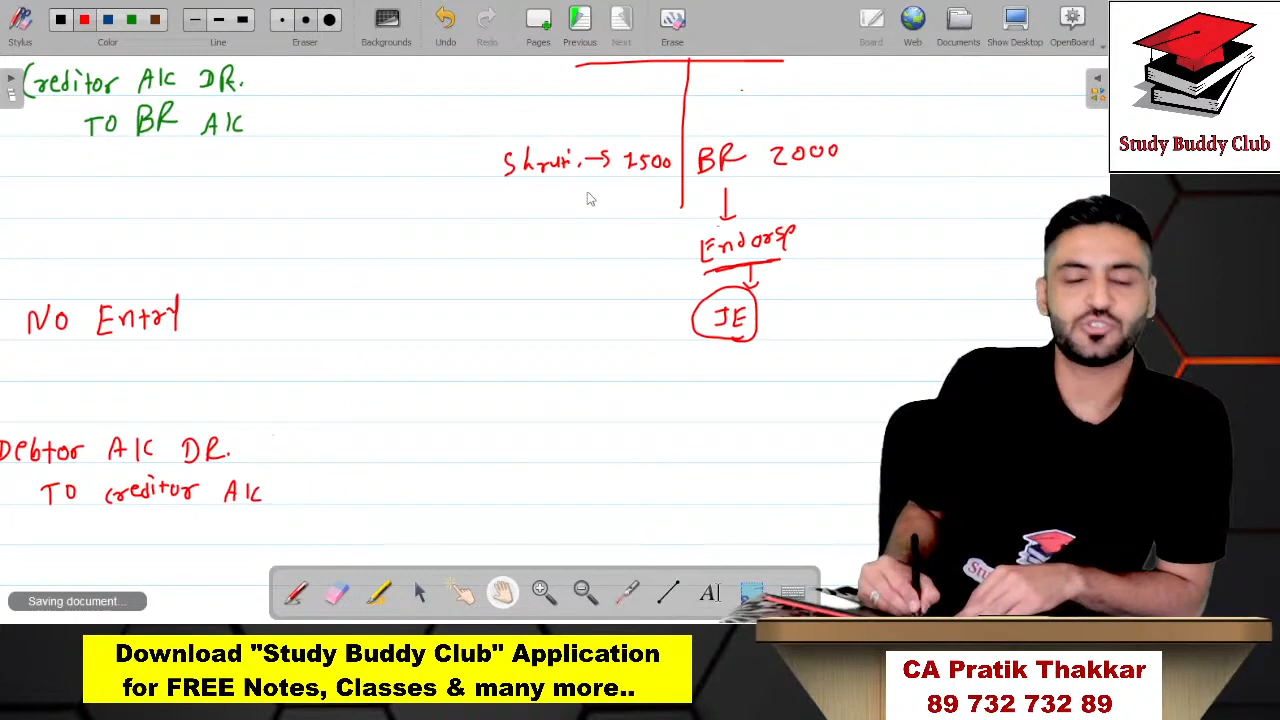 Stylus
Color
Line
Eraser
Backgrounds
Undo
Redo
Pages
Previous
Next
Erase
Board
Web
Documents
Show Desktop
OpenBoard
Study Buddy Club
Creditor A/C DR.
TO BR A/C
Shruti → 1500
BR 2000
Endorse
JE
No Entry
Debtor A/C DR.
TO creditor A/C
Saving document...
Download "Study Buddy Club" Application
for FREE Notes, Classes & many more..
CA Pratik Thakkar
89 732 732 89